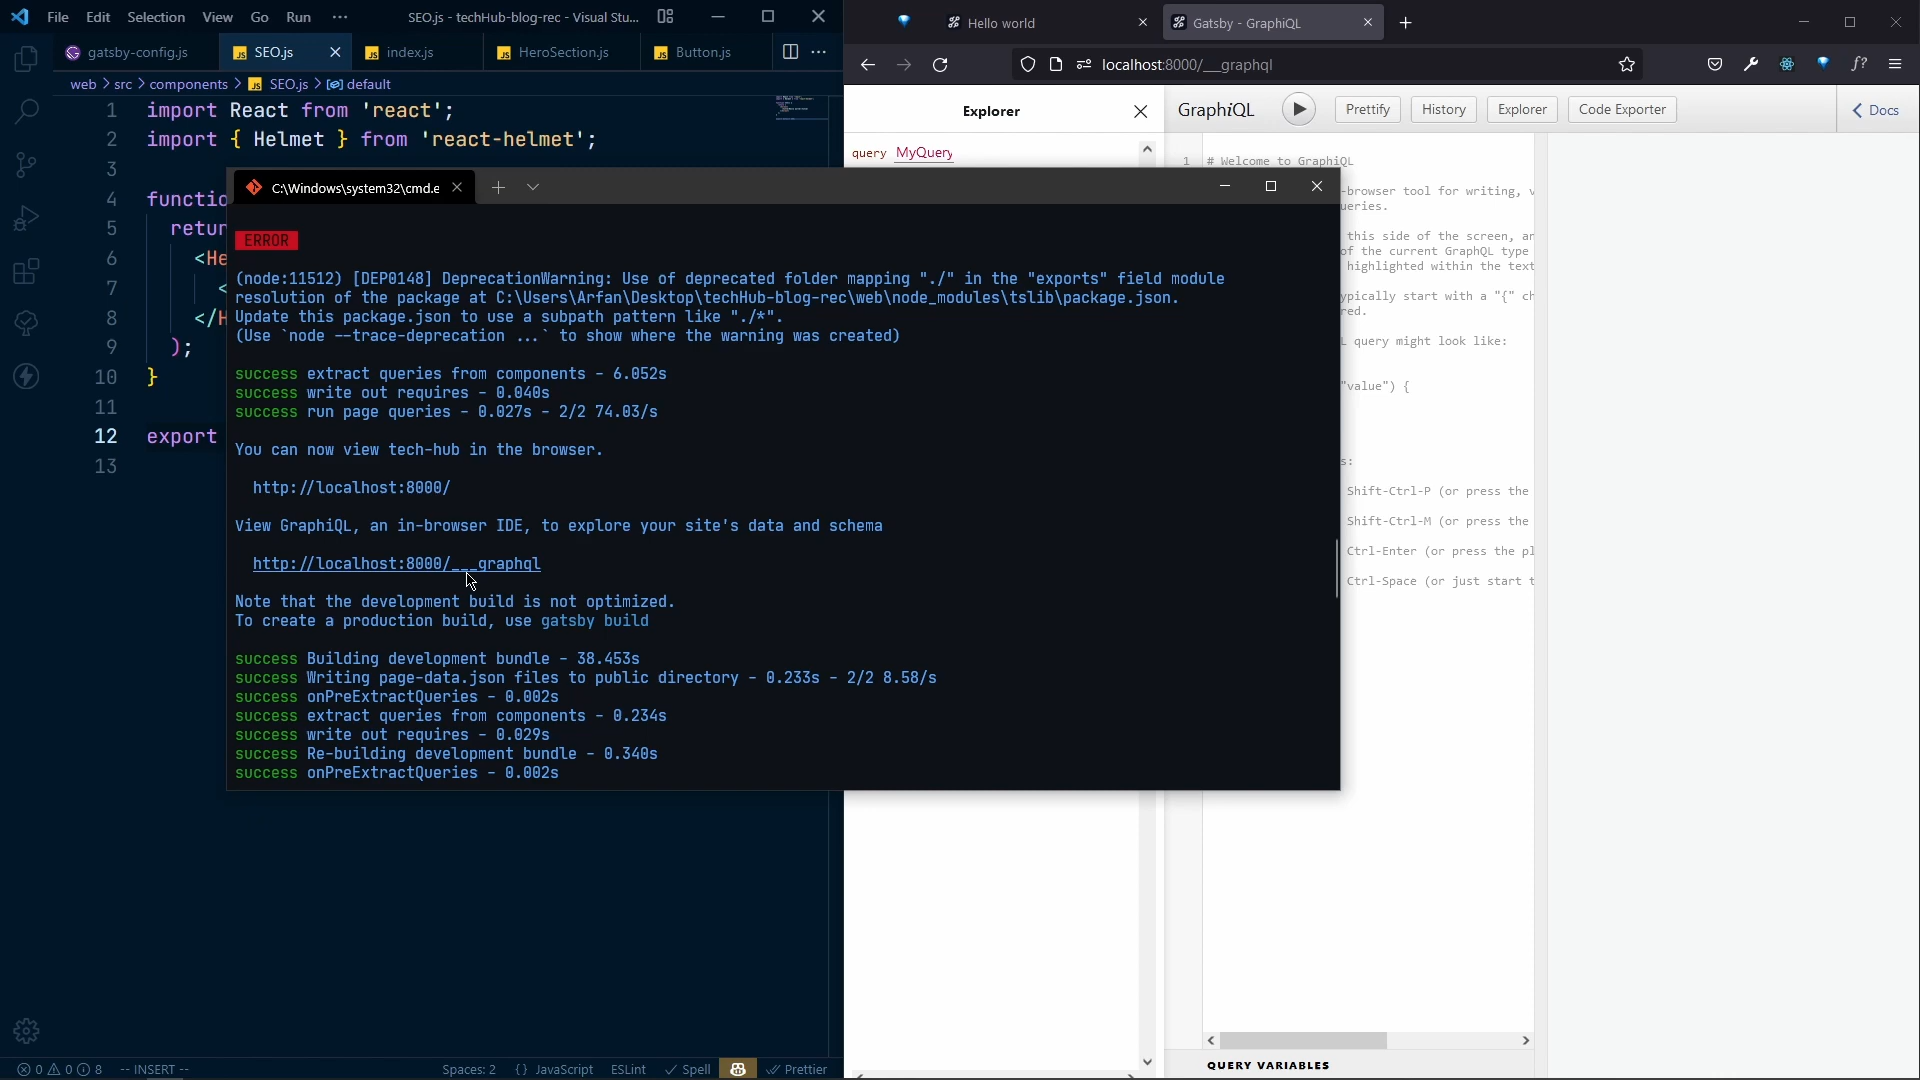 File Edit Selection View Go Run ··· SEO.js - techHub-blog-rec - Visual Stu...
gatsby-config.js SEO.js index.js HeroSection.js Button.js
web > src > components > SEO.js > default
1 import React from 'react';
2 import { Helmet } from 'react-helmet';
3
4 functio
5 retur
6 <He
7 <
8 </H
9 );
10 }
11
12 export
13
C:\Windows\system32\cmd.e
ERROR
(node:11512) [DEP0148] DeprecationWarning: Use of deprecated folder mapping "./" in the "exports" field module
resolution of the package at C:\Users\Arfan\Desktop\techHub-blog-rec\web\node_modules\tslib\package.json.
Update this package.json to use a subpath pattern like "./*".
(Use `node --trace-deprecation ...` to show where the warning was created)
success extract queries from components - 6.052s
success write out requires - 0.040s
success run page queries - 0.027s - 2/2 74.03/s
You can now view tech-hub in the browser.
http://localhost:8000/
View GraphiQL, an in-browser IDE, to explore your site's data and schema
http://localhost:8000/___graphql
Note that the development build is not optimized.
To create a production build, use gatsby build
success Building development bundle - 38.453s
success Writing page-data.json files to public directory - 0.233s - 2/2 8.58/s
success onPreExtractQueries - 0.002s
success extract queries from components - 0.234s
success write out requires - 0.029s
success Re-building development bundle - 0.340s
success onPreExtractQueries - 0.002s
0 0 8 -- INSERT -- Spaces: 2 {} JavaScript ESLint Spell Prettier
Hello world Gatsby - GraphiQL
localhost:8000/___graphql
Explorer GraphiQL Prettify History Explorer Code Exporter < Docs
query MyQuery
1 # Welcome to GraphiQL
-browser tool for writing, v
ueries.
this side of the screen, an
of the current GraphQL type
highlighted within the text
ypically start with a "{" ch
red.
L query might look like:
"value") {
s:
Shift-Ctrl-P (or press the
Shift-Ctrl-M (or press the
Ctrl-Enter (or press the pl
Ctrl-Space (or just start t
QUERY VARIABLES